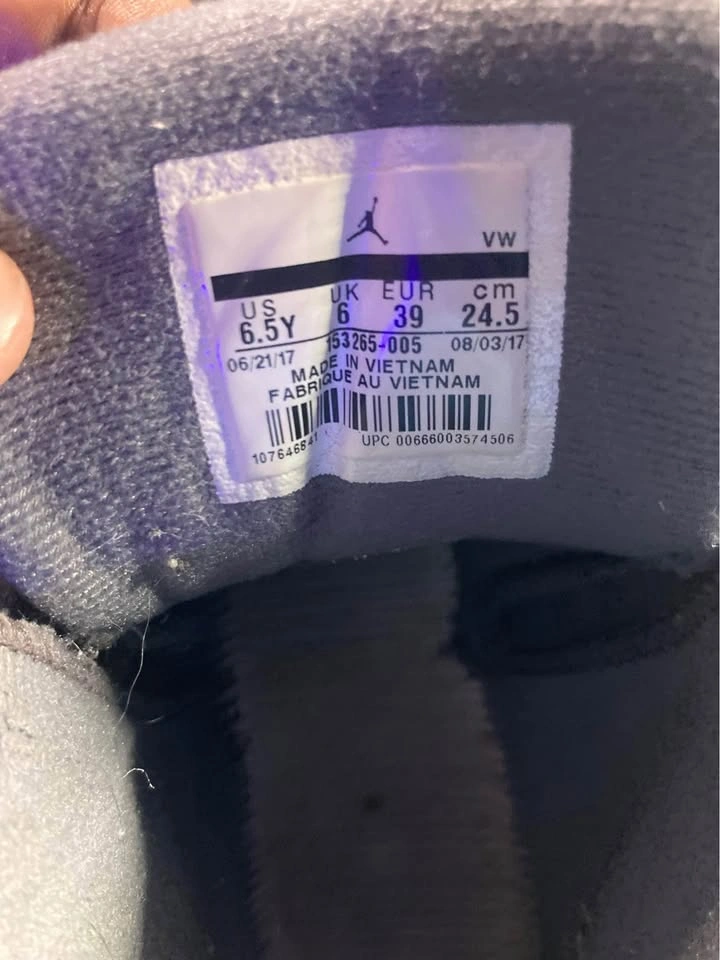 VW
US UK EUR cm
6.5Y 6 39 24.5
06/21/17 153265-005 08/03/17
MADE IN VIETNAM
FABRIQUE AU VIETNAM
UPC 00666003574506